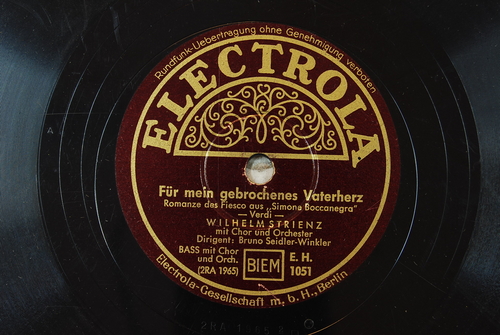 Rundfunk-Uebertragung ohne Genehmigung verboten
ELECTROLA
Für mein gebrochenes Vaterherz
Romanze des Fiesco aus „Simone Boccanegra"
— Verdi —
WILHELM STRIENZ
mit Chor und Orchester
Dirigent: Bruno Seidler-Winkler
BASS mit Chor
und Orch.
(2RA 1965)
BIEM
E. H.
1051
Electrola-Gesellschaft m. b. H., Berlin